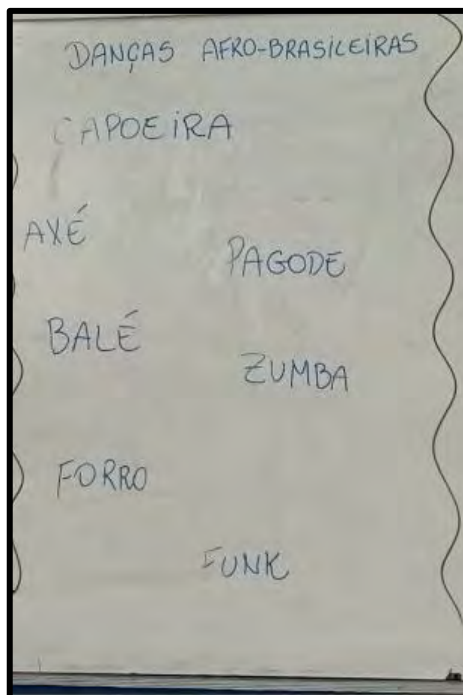 DANÇAS AFRO-BRASILEIRAS
CAPOEIRA
AXÉ
PAGODE
BALÉ
ZUMBA
FORRO
FUNK